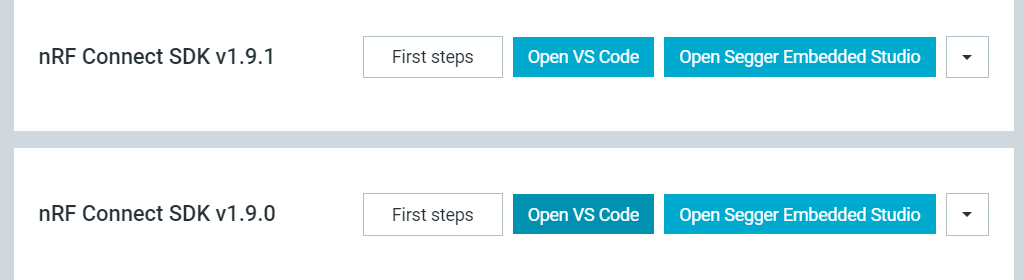 nRF Connect SDK v1.9.1 First steps Open VS Code Open Segger Embedded Studio
nRF Connect SDK v1.9.0 First steps Open VS Code Open Segger Embedded Studio